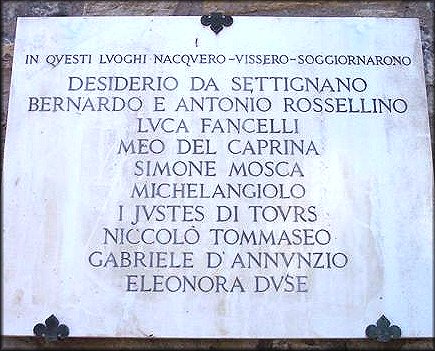 IN QVESTI LVOGHI NACQVERO-VISSERO-SOGGIORNARONO
DESIDERIO DA SETTIGNANO
BERNARDO E ANTONIO ROSSELLINO
LVCA FANCELLI
MEO DEL CAPRINA
SIMONE MOSCA
MICHELANGIOLO
I JVSTES DI TOVRS
NICCOLÒ TOMMASEO
GABRIELE D'ANNVNZIO
ELEONORA DVSE